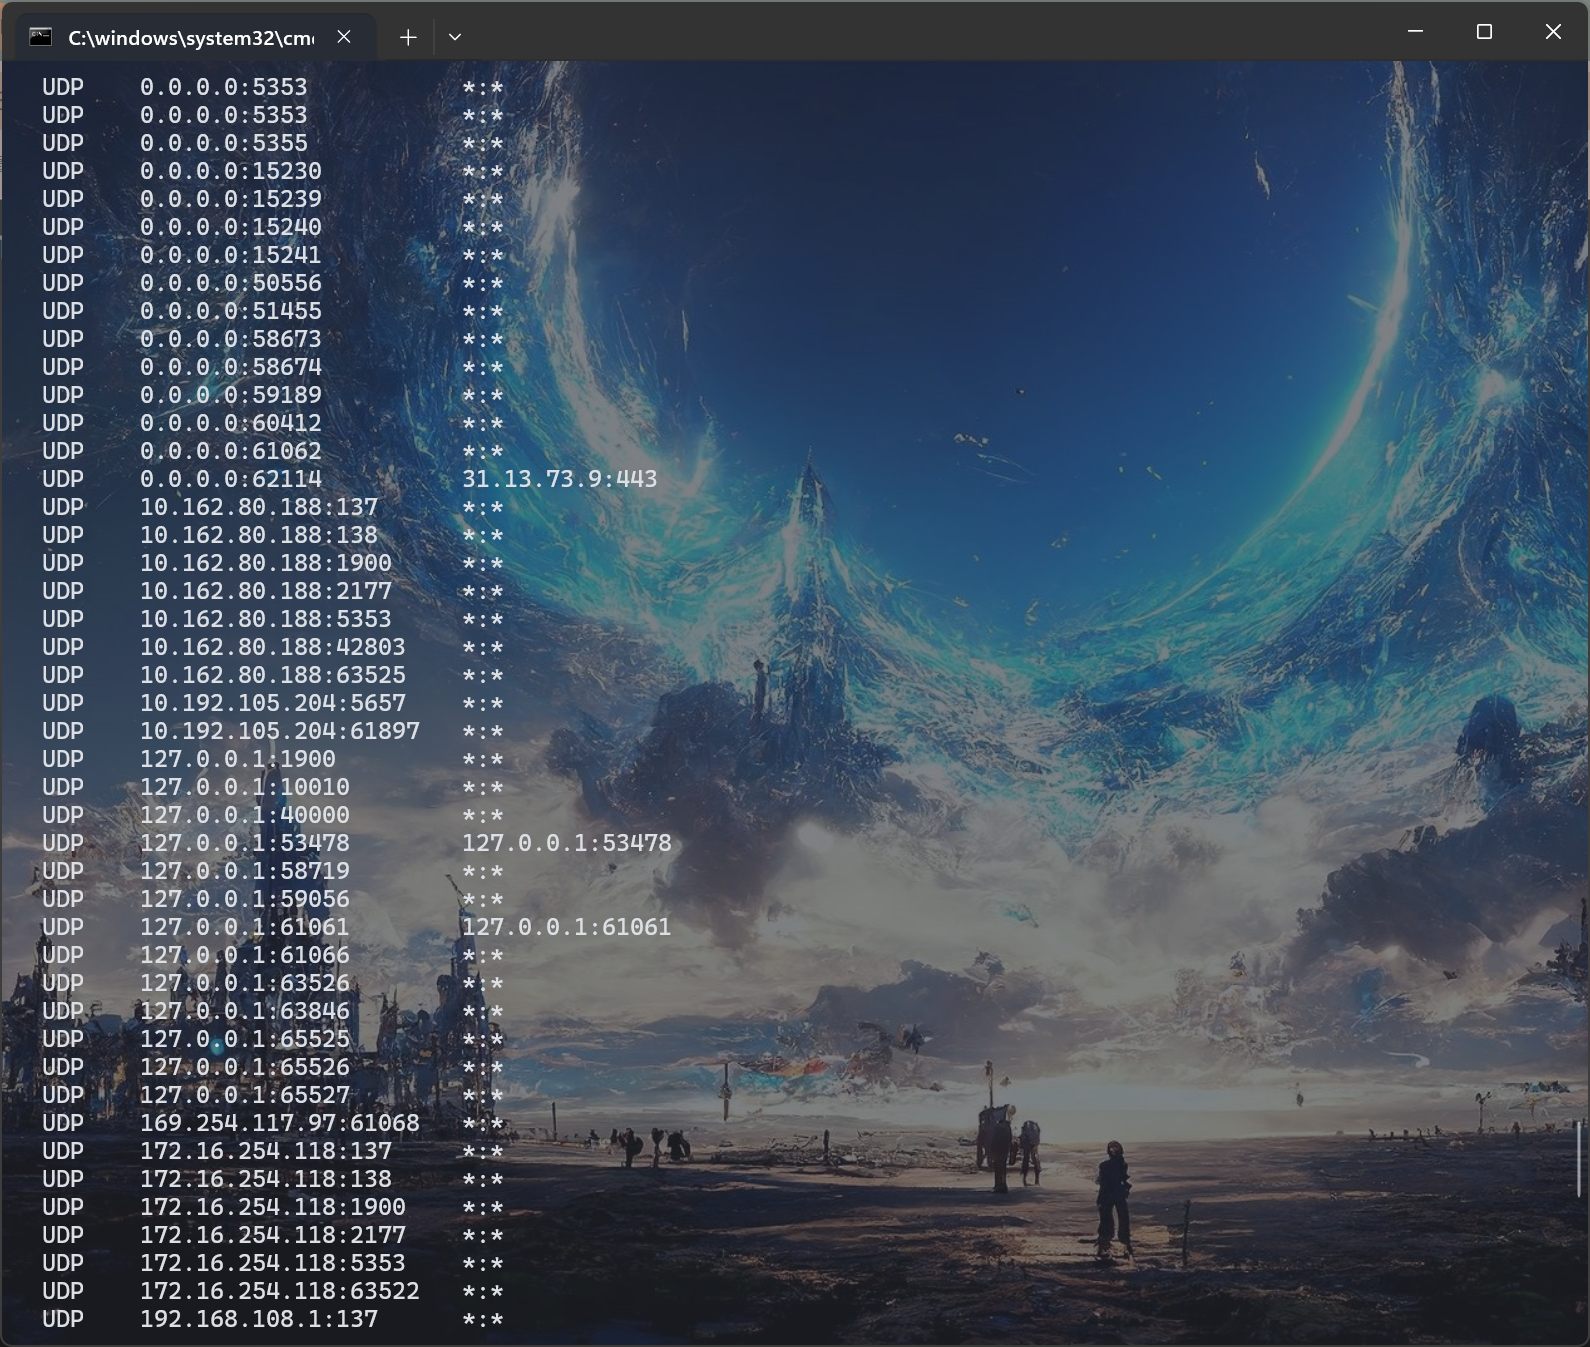 C:\windows\system32\cm
UDP 0.0.0.0:5353 *:*
UDP 0.0.0.0:5353 *:*
UDP 0.0.0.0:5355 *:*
UDP 0.0.0.0:15230 *:*
UDP 0.0.0.0:15239 *:*
UDP 0.0.0.0:15240 *:*
UDP 0.0.0.0:15241 *:*
UDP 0.0.0.0:50556 *:*
UDP 0.0.0.0:51455 *:*
UDP 0.0.0.0:58673 *:*
UDP 0.0.0.0:58674 *:*
UDP 0.0.0.0:59189 *:*
UDP 0.0.0.0:60412 *:*
UDP 0.0.0.0:61062 *:*
UDP 0.0.0.0:62114 31.13.73.9:443
UDP 10.162.80.188:137 *:*
UDP 10.162.80.188:138 *:*
UDP 10.162.80.188:1900 *:*
UDP 10.162.80.188:2177 *:*
UDP 10.162.80.188:5353 *:*
UDP 10.162.80.188:42803 *:*
UDP 10.162.80.188:63525 *:*
UDP 10.192.105.204:5657 *:*
UDP 10.192.105.204:61897 *:*
UDP 127.0.0.1:1900 *:*
UDP 127.0.0.1:10010 *:*
UDP 127.0.0.1:40000 *:*
UDP 127.0.0.1:53478 127.0.0.1:53478
UDP 127.0.0.1:58719 *:*
UDP 127.0.0.1:59056 *:*
UDP 127.0.0.1:61061 127.0.0.1:61061
UDP 127.0.0.1:61066 *:*
UDP 127.0.0.1:63526 *:*
UDP 127.0.0.1:63846 *:*
UDP 127.0.0.1:65525 *:*
UDP 127.0.0.1:65526 *:*
UDP 127.0.0.1:65527 *:*
UDP 169.254.117.97:61068 *:*
UDP 172.16.254.118:137 *:*
UDP 172.16.254.118:138 *:*
UDP 172.16.254.118:1900 *:*
UDP 172.16.254.118:2177 *:*
UDP 172.16.254.118:5353 *:*
UDP 172.16.254.118:63522 *:*
UDP 192.168.108.1:137 *:*